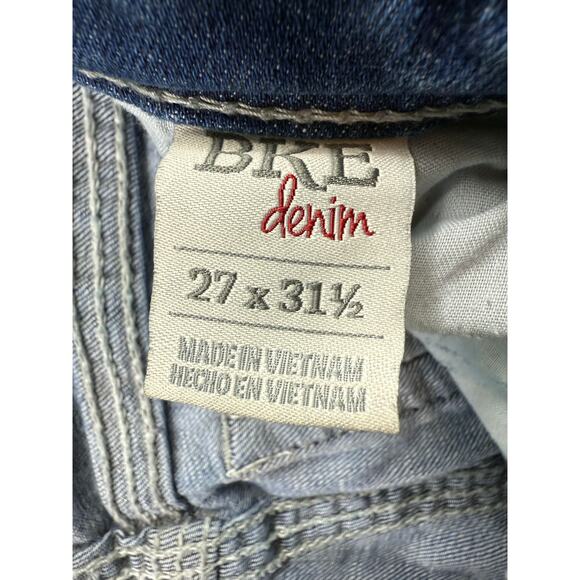 BKE
denim
27 x 31½
MADE IN VIETNAM
HECHO EN VIETNAM